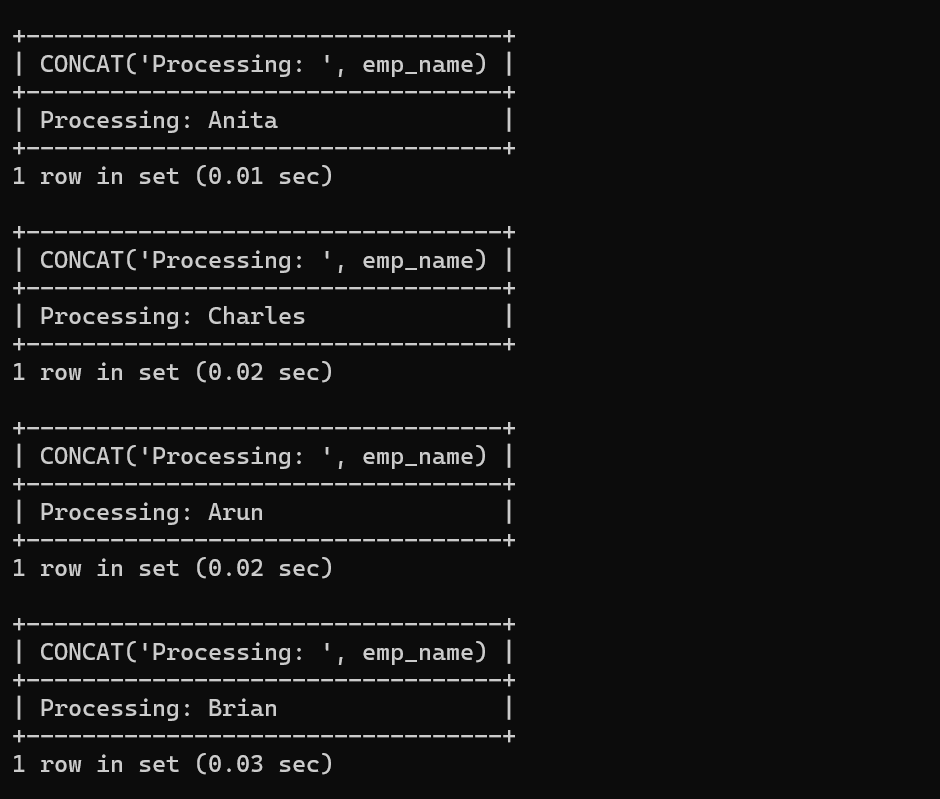 +----------------------------------+
| CONCAT('Processing: ', emp_name) |
+----------------------------------+
| Processing: Anita                |
+----------------------------------+
1 row in set (0.01 sec)

+----------------------------------+
| CONCAT('Processing: ', emp_name) |
+----------------------------------+
| Processing: Charles              |
+----------------------------------+
1 row in set (0.02 sec)

+----------------------------------+
| CONCAT('Processing: ', emp_name) |
+----------------------------------+
| Processing: Arun                 |
+----------------------------------+
1 row in set (0.02 sec)

+----------------------------------+
| CONCAT('Processing: ', emp_name) |
+----------------------------------+
| Processing: Brian                |
+----------------------------------+
1 row in set (0.03 sec)